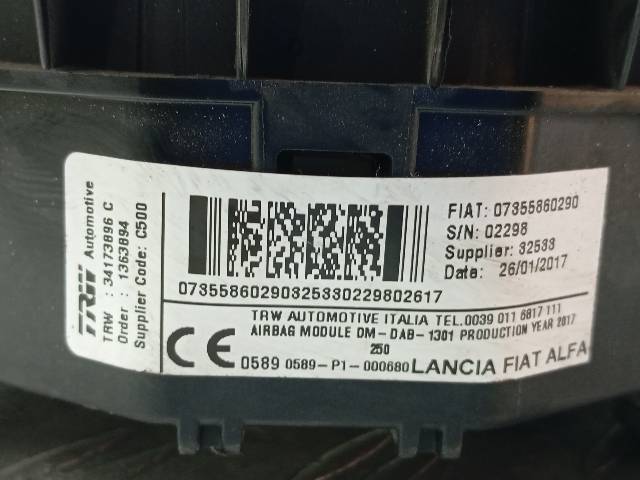 TRW Automotive
TRW : 34173896 C
Order : 1363894
Supplier Code: C500
FIAT: 07355860290
S/N: 02298
Supplier: 32533
Date: 26/01/2017
07355860290325330229802617
TRW AUTOMOTIVE ITALIA TEL.0039 011 6817 111
AIRBAG MODULE DM-DAB-1301 PRODUCTION YEAR 2017
250
CE 0589 0589-P1-000680 LANCIA FIAT ALFA